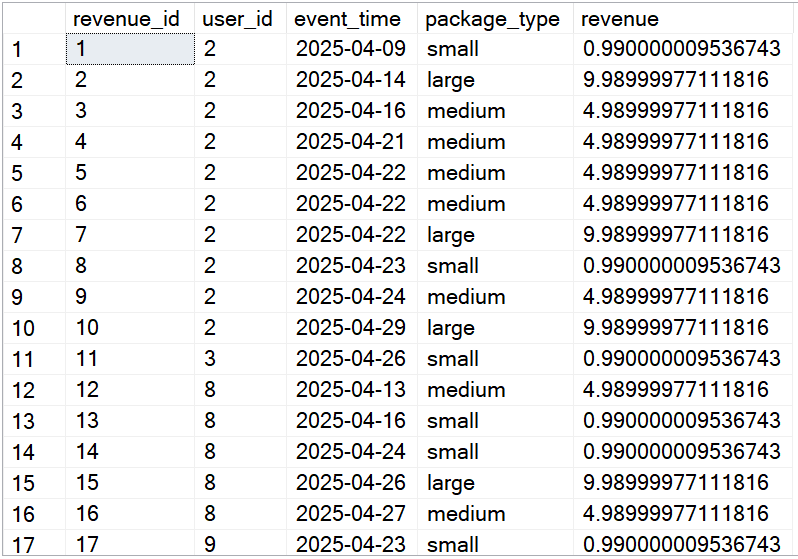 revenue_id user_id event_time package_type revenue
1 1 2 2025-04-09 small 0.990000009536743
2 2 2 2025-04-14 large 9.98999977111816
3 3 2 2025-04-16 medium 4.98999977111816
4 4 2 2025-04-21 medium 4.98999977111816
5 5 2 2025-04-22 medium 4.98999977111816
6 6 2 2025-04-22 medium 4.98999977111816
7 7 2 2025-04-22 large 9.98999977111816
8 8 2 2025-04-23 small 0.990000009536743
9 9 2 2025-04-24 medium 4.98999977111816
10 10 2 2025-04-29 large 9.98999977111816
11 11 3 2025-04-26 small 0.990000009536743
12 12 8 2025-04-13 medium 4.98999977111816
13 13 8 2025-04-16 small 0.990000009536743
14 14 8 2025-04-24 small 0.990000009536743
15 15 8 2025-04-26 large 9.98999977111816
16 16 8 2025-04-27 medium 4.98999977111816
17 17 9 2025-04-23 small 0.990000009536743